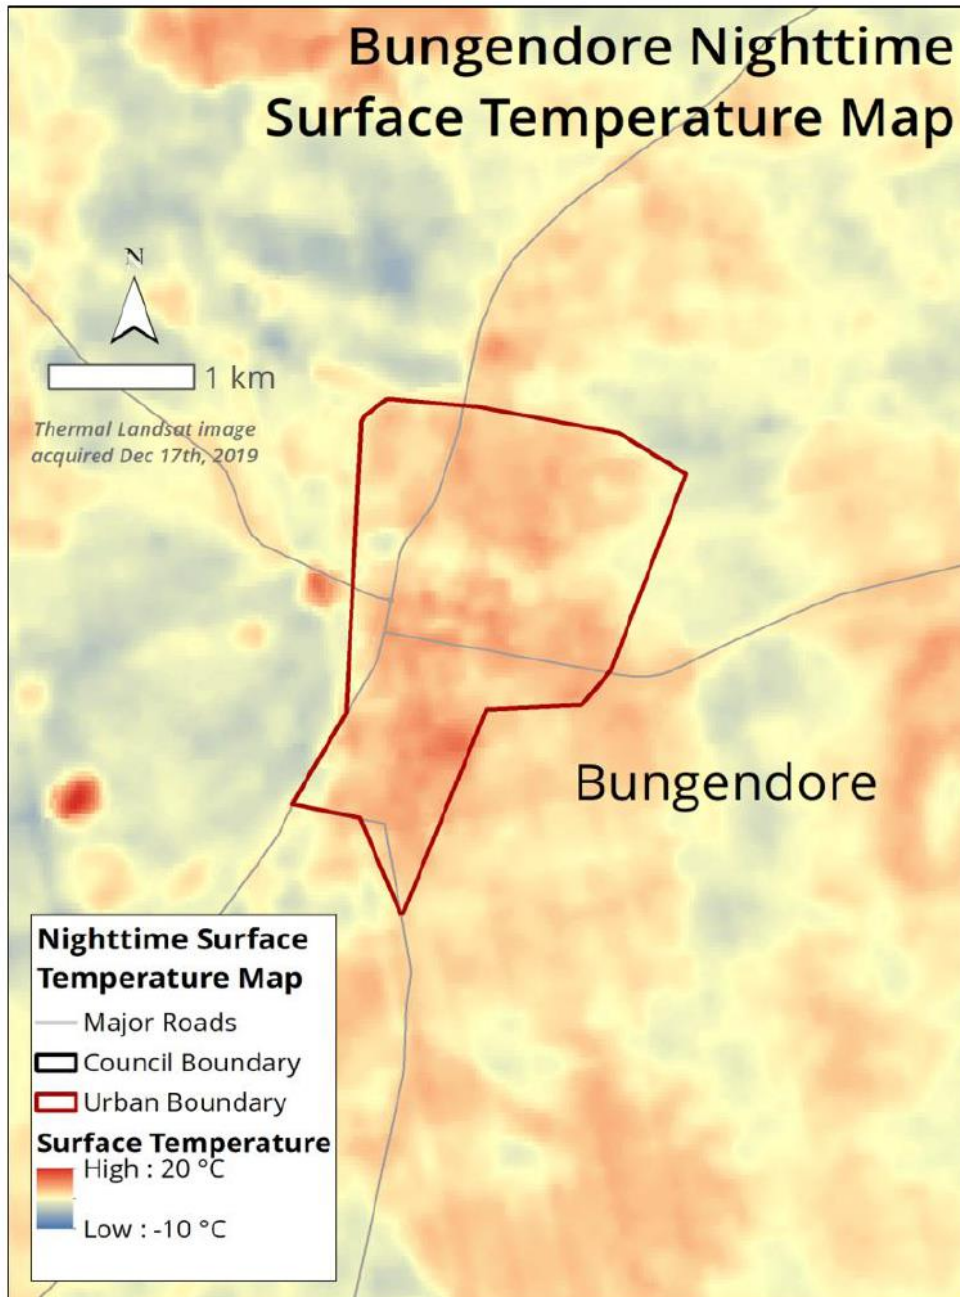 Bungendore Nighttime
Surface Temperature Map
N
1 km
Thermal Landsat image
acquired Dec 17th, 2019
Bungendore
Nighttime Surface
Temperature Map
Major Roads
Council Boundary
Urban Boundary
Surface Temperature
High : 20 °C
Low : -10 °C